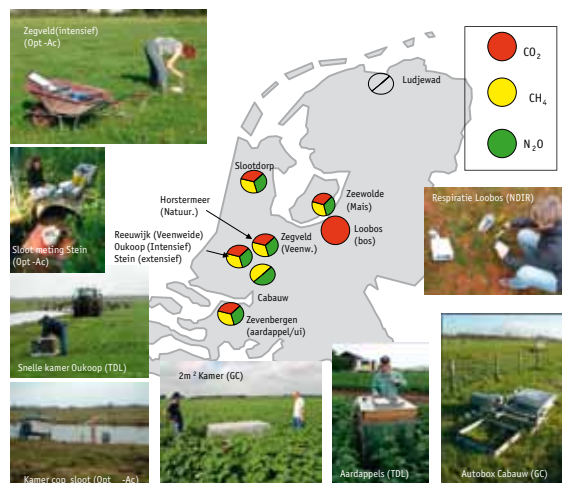 Zegveld(intensief)
(Opt-Ac)
Ludjewad
CO2
CH4
N2O
Slootdorp
Horstermeer
(Natuur.)
Zeewolde
(Mais)
Respiratie Loobos (NDIR)
Sloot meting Stein
(Opt-Ac)
Reeuwijk (Veenweide)
Oukoop (Intensief)
Stein (extensief)
Zegveld
(Veenw.)
Loobos
(bos)
Cabauw
Zevenbergen
(aardappel/ui)
Snelle kamer Oukoop (TDL)
2m2 Kamer (GC)
Kamer cop sloot (Opt -Ac)
Aardappels (TDL)
Autobox Cabauw (GC)